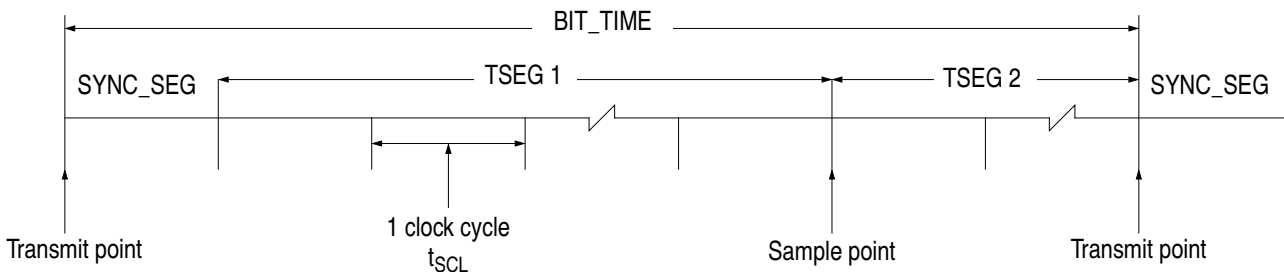 BIT_TIME
SYNC_SEG
TSEG 1
TSEG 2
SYNC_SEG
Transmit point
1 clock cycle
tSCL
Sample point
Transmit point